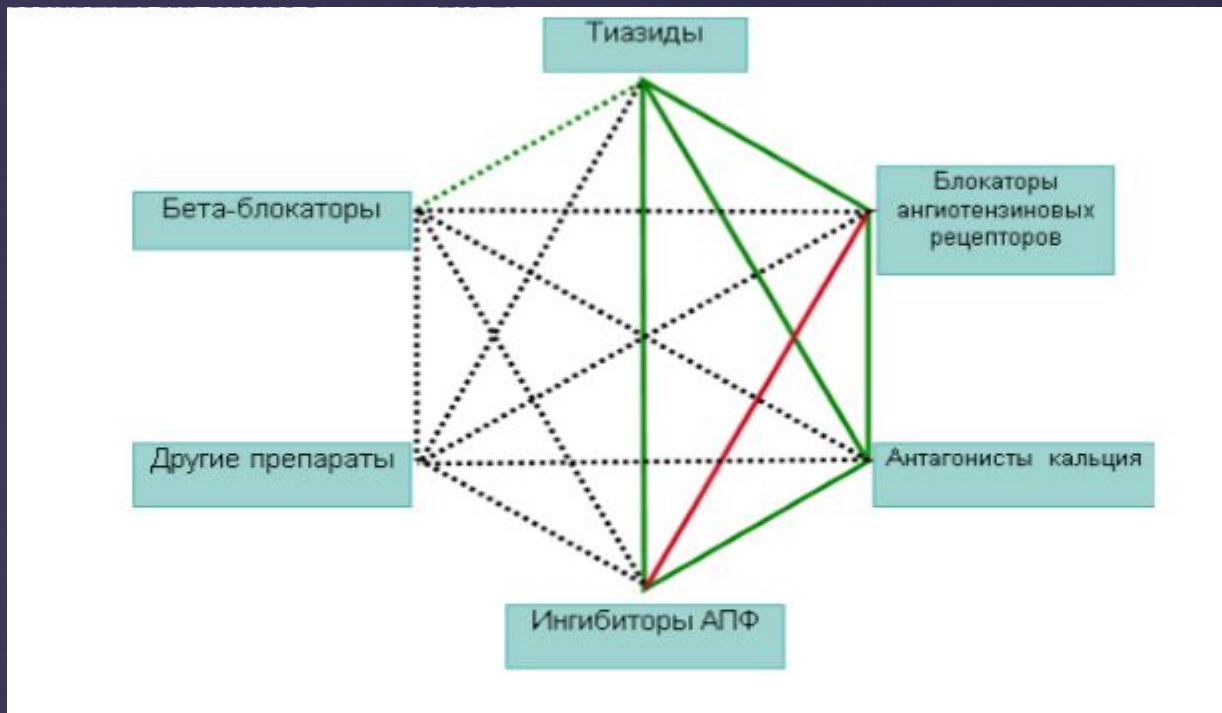 Тиазиды
Бета-блокаторы
Блокаторы
ангиотензиновых
рецепторов
Другие препараты
Антагонисты кальция
Ингибиторы АПФ